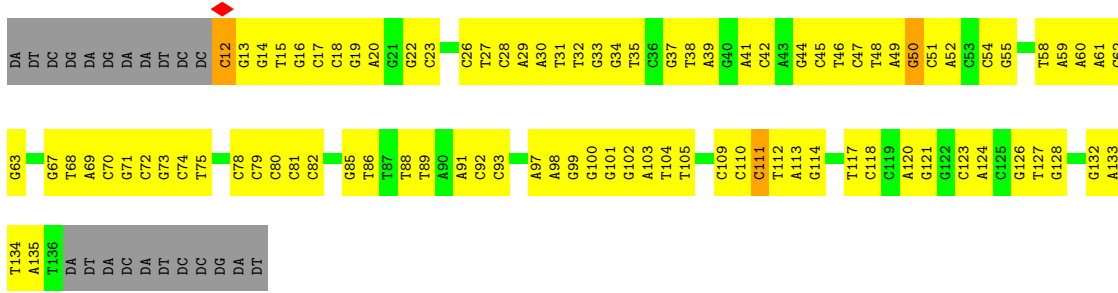 DA DT DC DG DA DG DA DA DT DC DC C12 G13 G14 T15 G16 C17 C18 G19 A20 G21 G22 C23 C26 T27 C28 A29 A30 T31 T32 G33 G34 T35 C36 G37 T38 A39 G40 A41 C42 A43 G44 C45 T46 C47 T48 A49 G50 C51 A52 C53 C54 G55 T58 A59 A60 A61 C62
G63 G67 T68 A69 C70 G71 C72 G73 C74 T75 C78 C79 C80 C81 C82 G85 T86 T87 T88 T89 A90 A91 C92 C93 A97 A98 G99 G100 G101 G102 A103 T104 T105 C109 C110 C111 T112 A113 G114 T117 C118 C119 A120 G121 G122 C123 A124 C125 G126 T127 G128 G132 A133
T134 A135 T136 DA DT DA DC DA DT DC DC DG DA DT